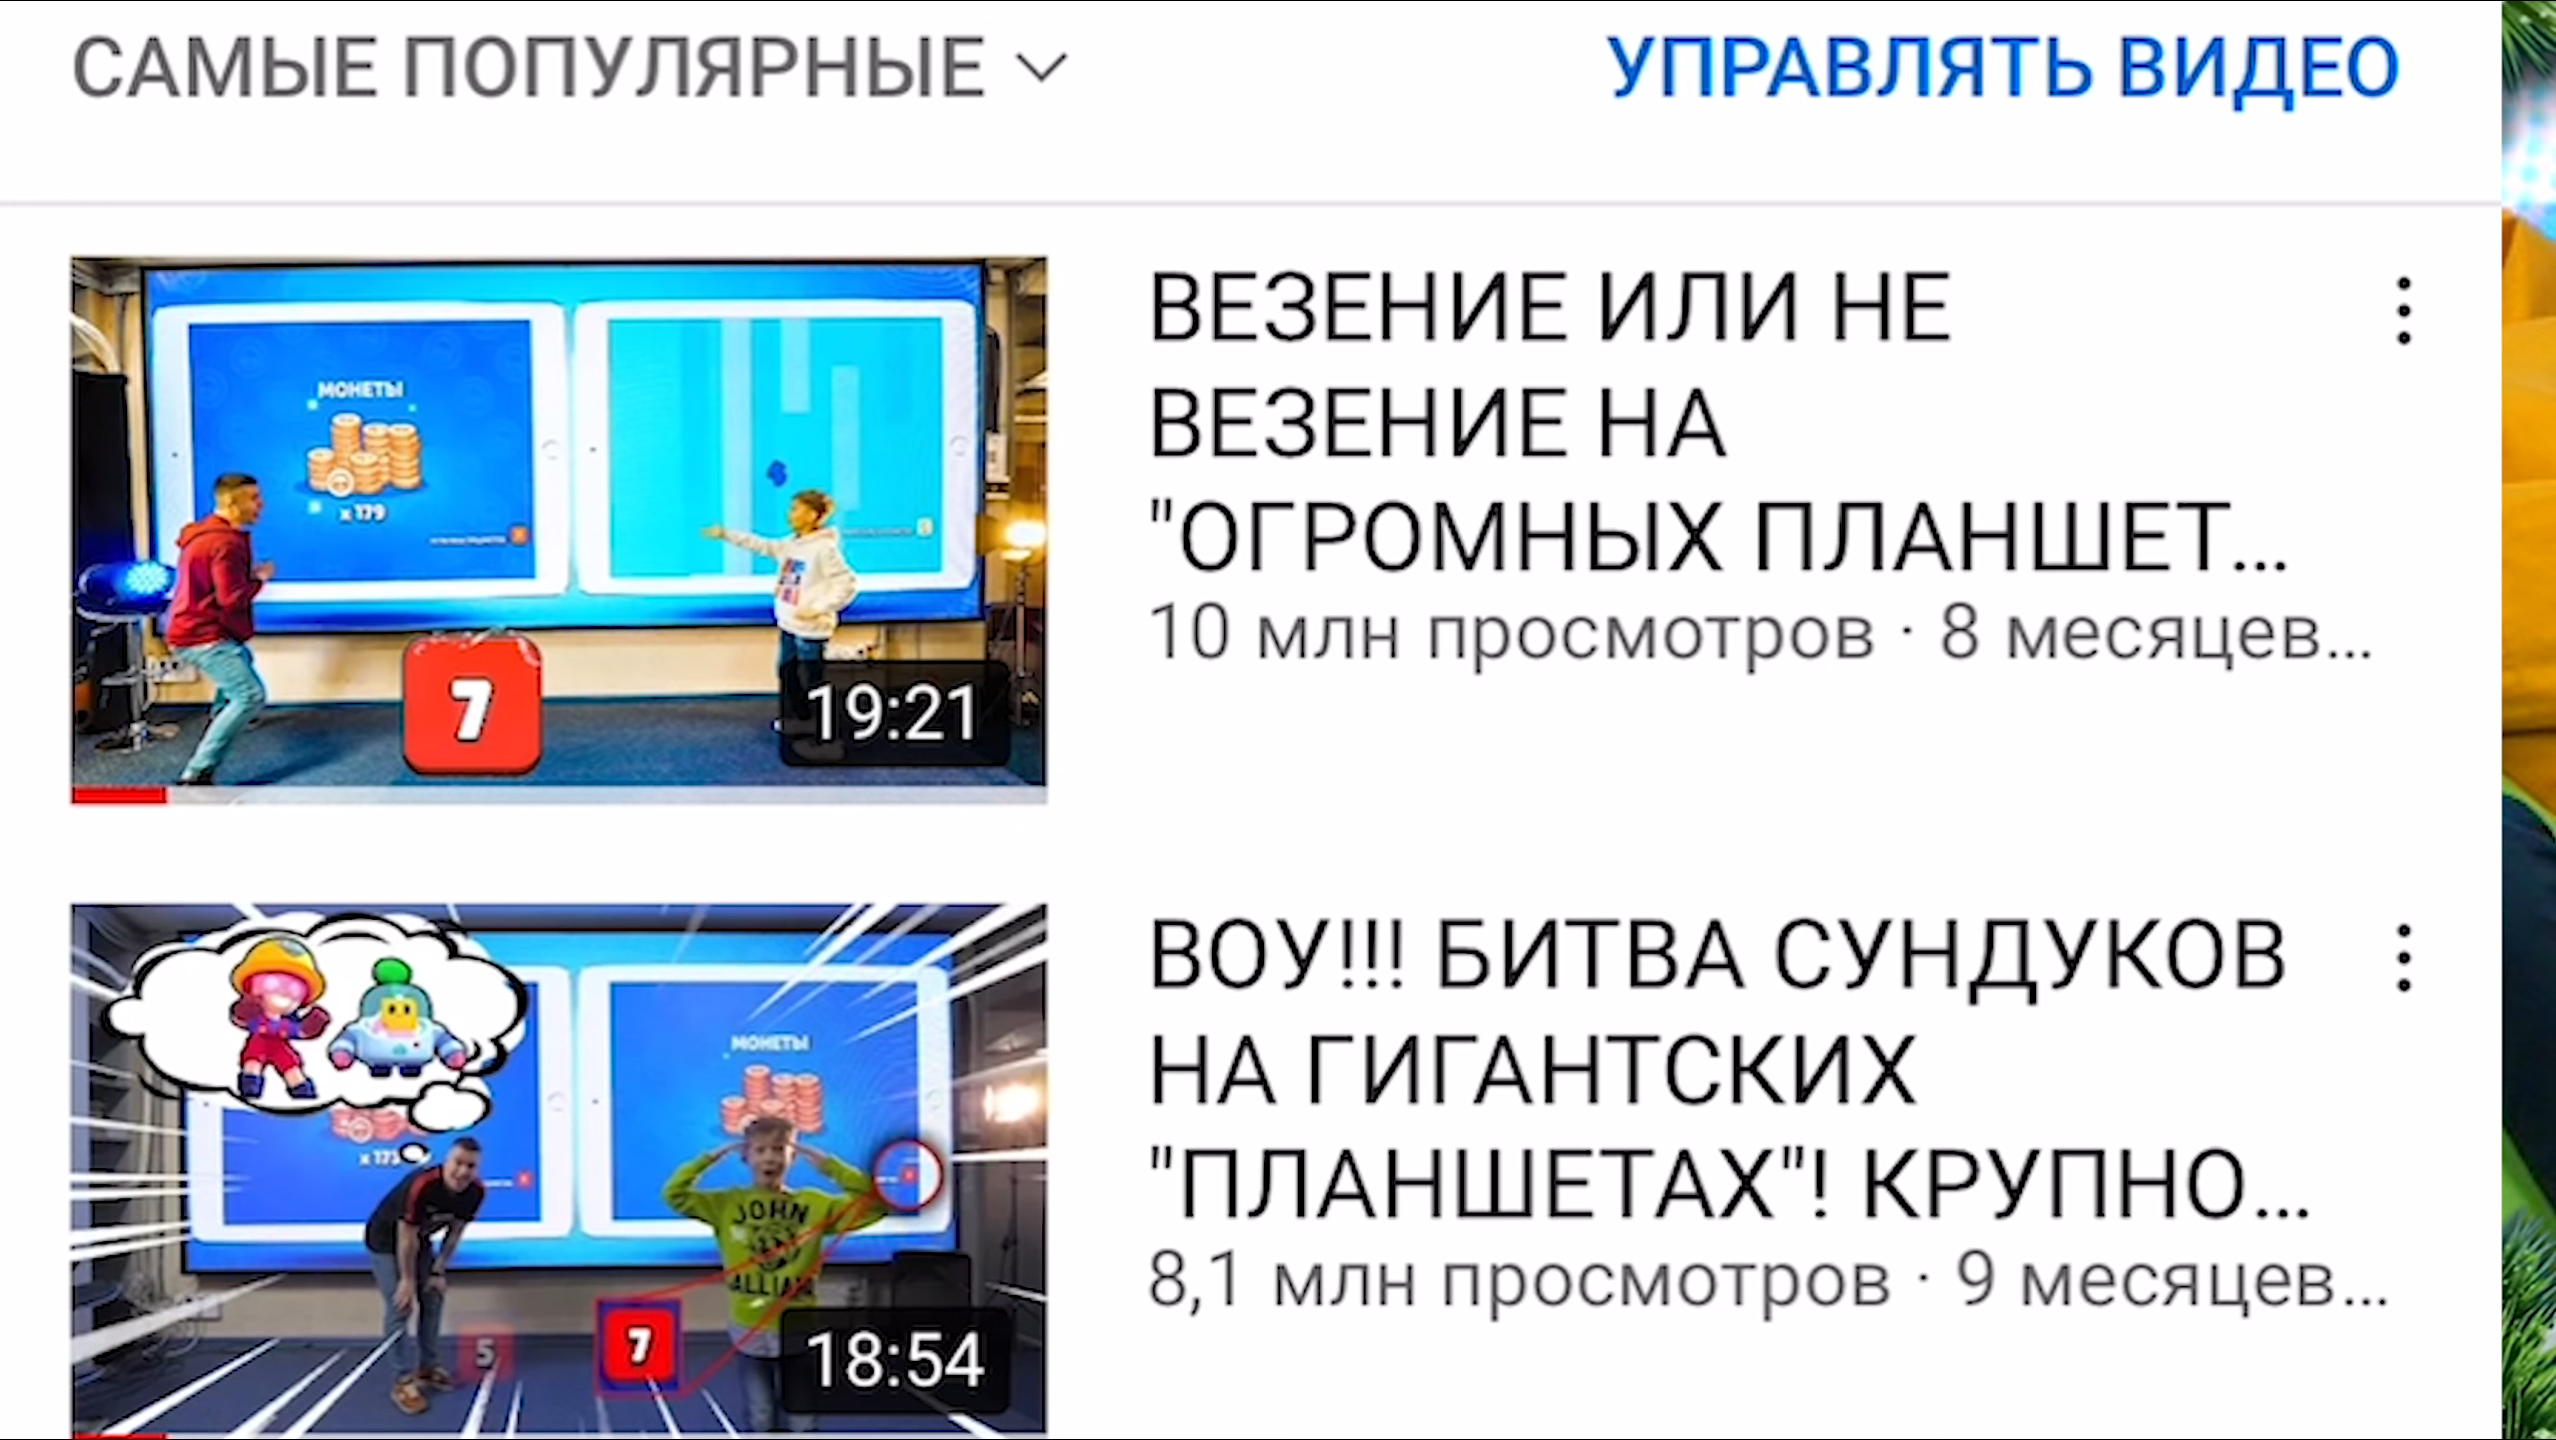 САМЫЕ ПОПУЛЯРНЫЕ
УПРАВЛЯТЬ ВИДЕО
МОНЕТЫ
x 179
7
19:21
ВЕЗЕНИЕ ИЛИ НЕ
ВЕЗЕНИЕ НА
"ОГРОМНЫХ ПЛАНШЕТ...
10 млн просмотров · 8 месяцев...
МОНЕТЫ
JOHN
5
7
18:54
ВОУ!!! БИТВА СУНДУКОВ
НА ГИГАНТСКИХ
"ПЛАНШЕТАХ"! КРУПНО...
8,1 млн просмотров · 9 месяцев...